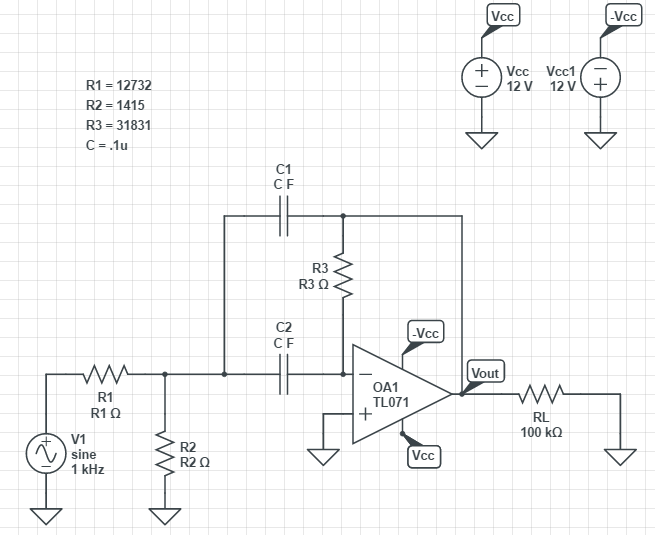 Vcc
-Vcc
+
−
Vcc
12 V
Vcc1
12 V
−
+
R1 = 12732
R2 = 1415
R3 = 31831
C = .1u
C1
C F
R3
R3 Ω
C2
C F
-Vcc
−
OA1
TL071
+
Vout
R1
R1 Ω
RL
100 kΩ
+
−
V1
sine
1 kHz
R2
R2 Ω
Vcc